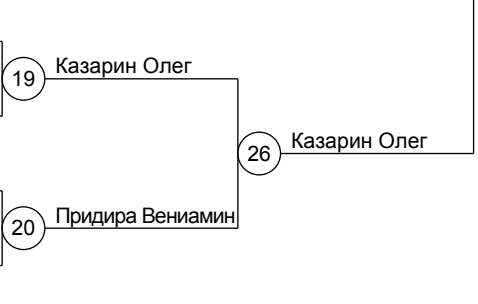 19 Казарин Олег
26 Казарин Олег
20 Придира Вениамин